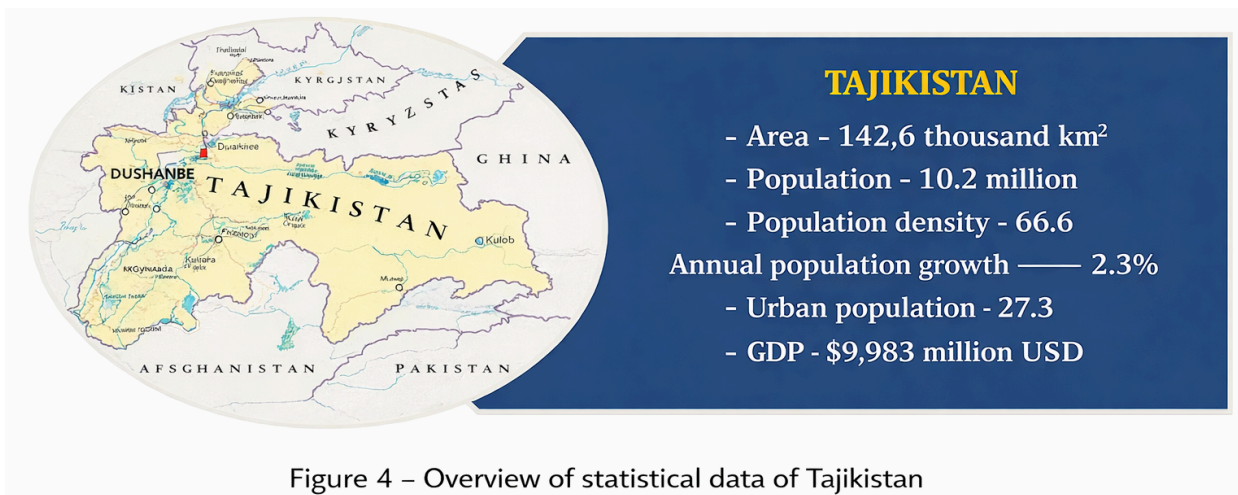 KISTAN
KYRGJSTAN
KYRYZSTAS
GHINA
Duraikhee
DUSHANBE
TAJIKISTAN
Kulob
Kulraha
AFSGHANISTAN
PAKISTAN
TAJIKISTAN
- Area - 142,6 thousand km²
- Population - 10.2 million
- Population density - 66.6
Annual population growth —— 2.3%
- Urban population - 27.3
- GDP - $9,983 million USD
Figure 4 – Overview of statistical data of Tajikistan